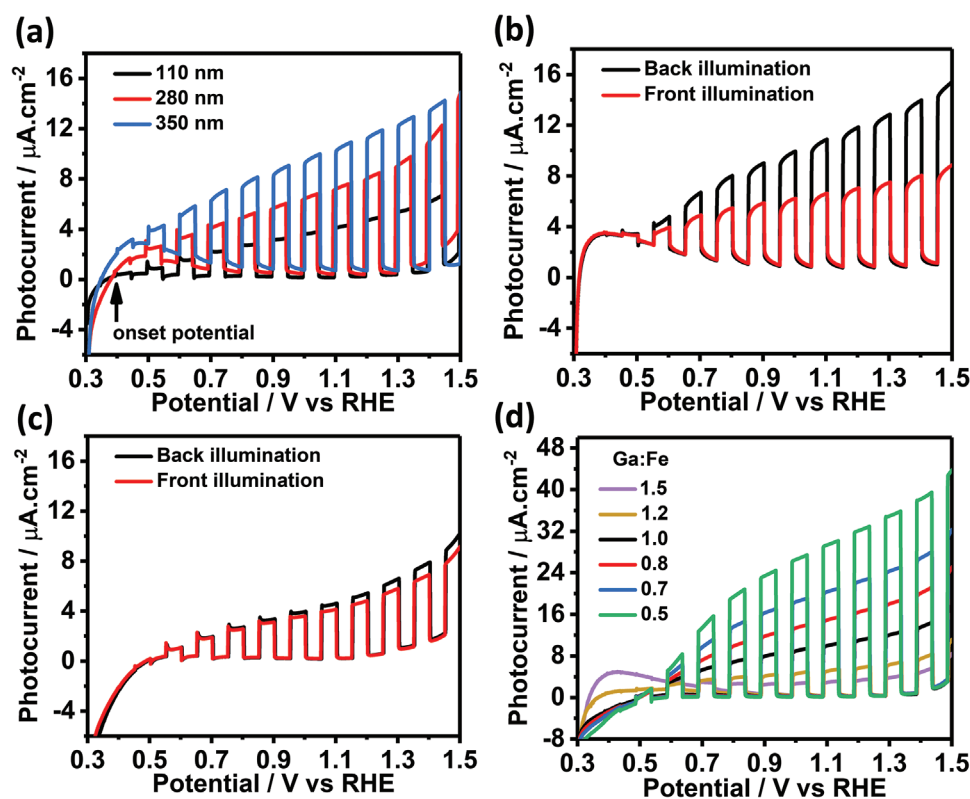 (a)
Photocurrent / μA.cm-2
16
12
8
4
0
-4
110 nm
280 nm
350 nm
onset potential
0.3 0.5 0.7 0.9 1.1 1.3 1.5
Potential / V vs RHE
(b)
Photocurrent / μA.cm-2
16
12
8
4
0
-4
Back illumination
Front illumination
0.3 0.5 0.7 0.9 1.1 1.3 1.5
Potential / V vs RHE
(c)
Photocurrent / μA.cm-2
16
12
8
4
0
-4
Back illumination
Front illumination
0.3 0.5 0.7 0.9 1.1 1.3 1.5
Potential / V vs RHE
(d)
Photocurrent / μA.cm-2
48
40
32
24
16
8
0
-8
Ga:Fe
1.5
1.2
1.0
0.8
0.7
0.5
0.3 0.5 0.7 0.9 1.1 1.3 1.5
Potential / V vs RHE